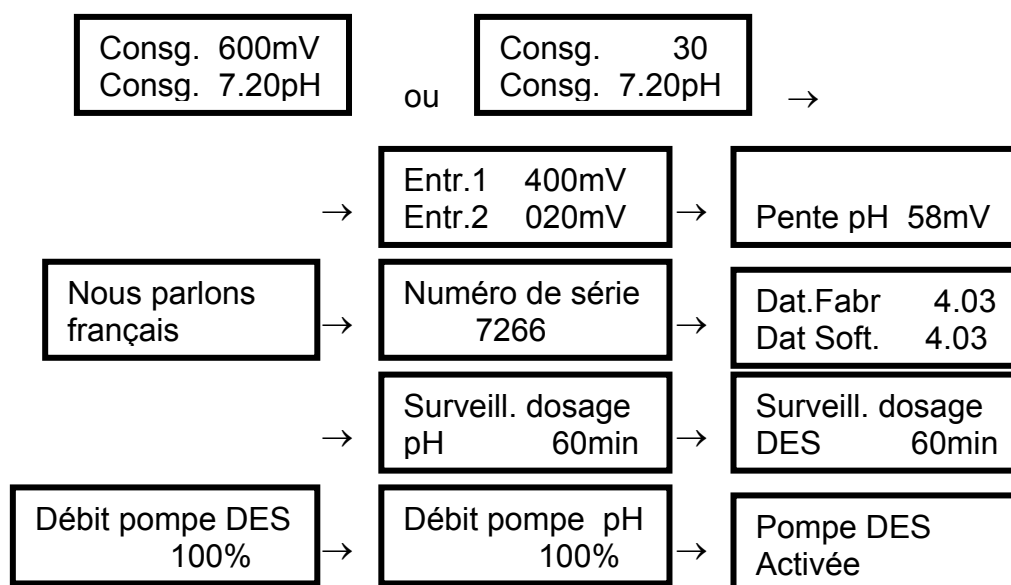 Consg. 600mV
Consg. 7.20pH
ou
Consg. 30
Consg. 7.20pH
→
→
Entr.1 400mV
Entr.2 020mV
→
Pente pH 58mV
Nous parlons
français
→
Numéro de série
7266
→
Dat.Fabr 4.03
Dat Soft. 4.03
→
Surveill. dosage
pH 60min
→
Surveill. dosage
DES 60min
Débit pompe DES
100%
→
Débit pompe pH
100%
→
Pompe DES
Activée